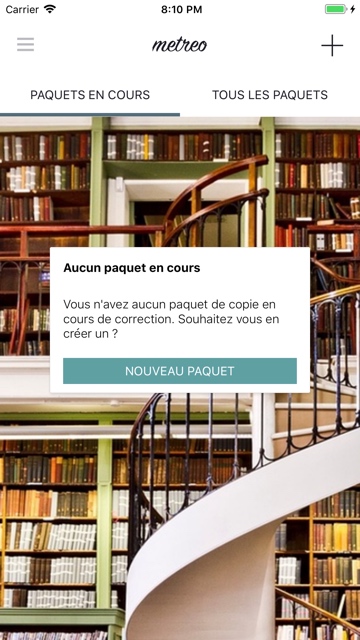 Carrier 8:10 PM
metreo
PAQUETS EN COURS TOUS LES PAQUETS
Aucun paquet en cours
Vous n'avez aucun paquet de copie en
cours de correction. Souhaitez vous en
créer un ?
NOUVEAU PAQUET